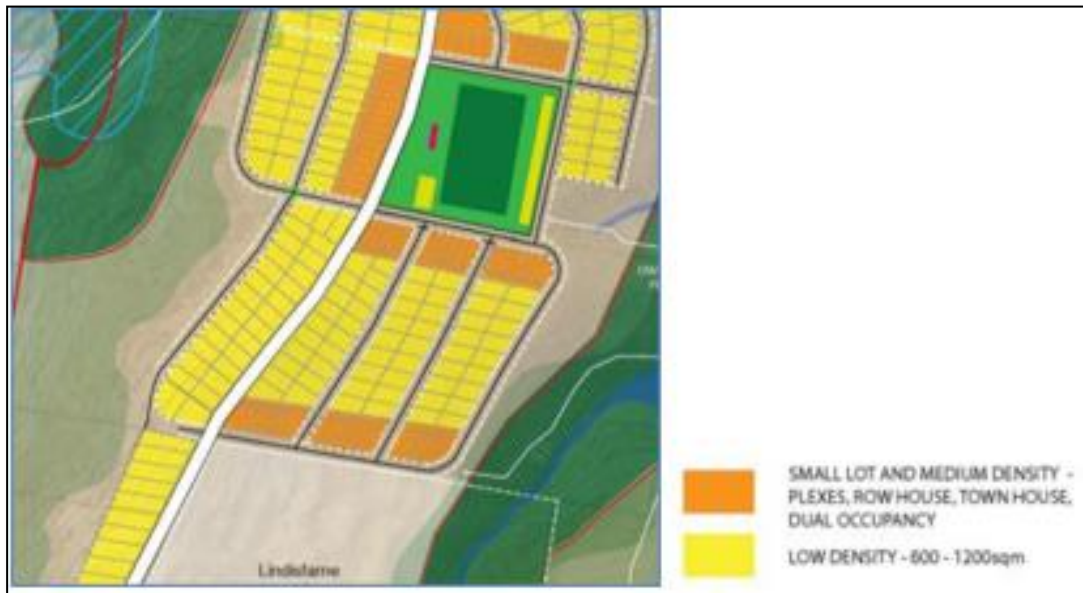 SMALL LOT AND MEDIUM DENSITY -
PLEXES, ROW HOUSE, TOWN HOUSE,
DUAL OCCUPANCY
LOW DENSITY - 600 - 1200sqm
Lindisfarne